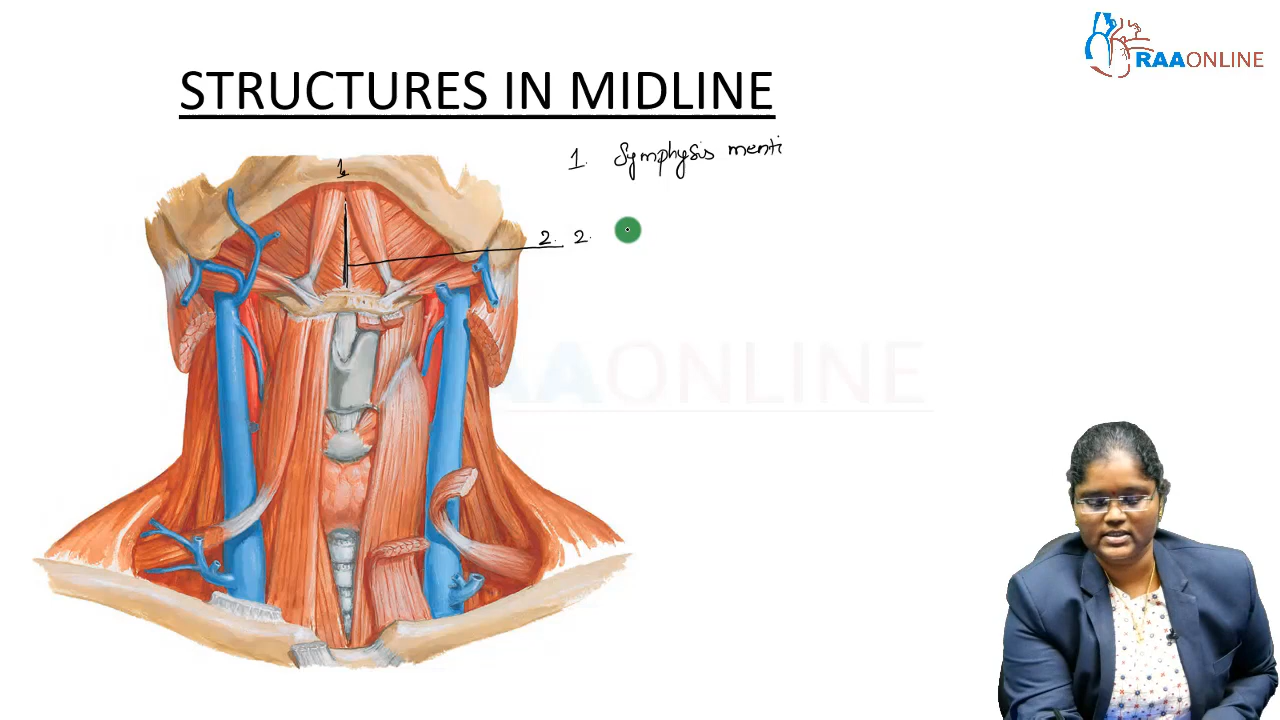 RAAONLINE
STRUCTURES IN MIDLINE
1
1. Symphysis menti
2. 2.
RAAONLINE